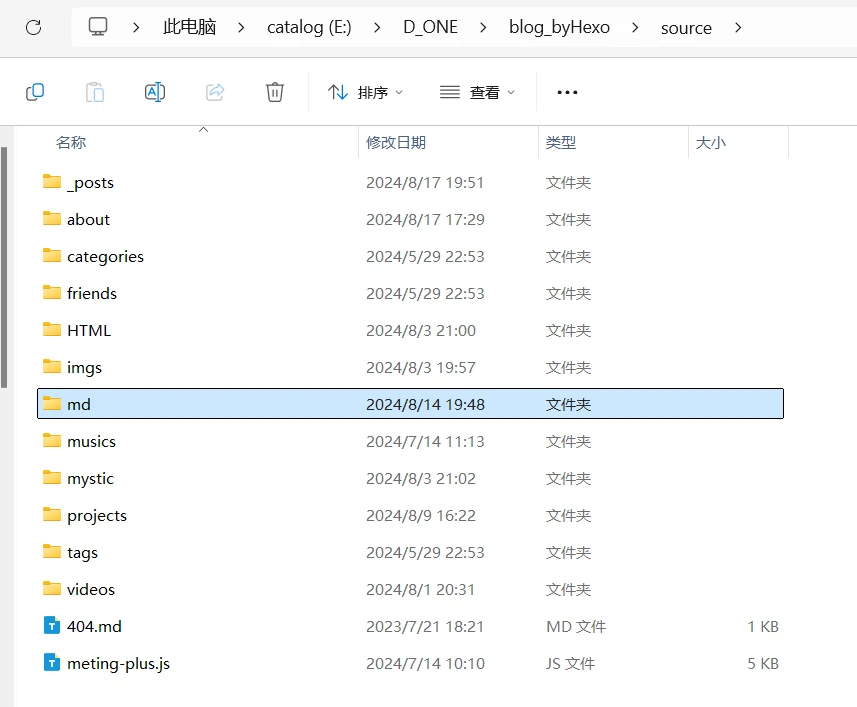 此电脑 > catalog (E:) > D_ONE > blog_byHexo > source >
排序 查看 •••
名称 修改日期 类型 大小
_posts 2024/8/17 19:51 文件夹
about 2024/8/17 17:29 文件夹
categories 2024/5/29 22:53 文件夹
friends 2024/5/29 22:53 文件夹
HTML 2024/8/3 21:00 文件夹
imgs 2024/8/3 19:57 文件夹
md 2024/8/14 19:48 文件夹
musics 2024/7/14 11:13 文件夹
mystic 2024/8/3 21:02 文件夹
projects 2024/8/9 16:22 文件夹
tags 2024/5/29 22:53 文件夹
videos 2024/8/1 20:31 文件夹
404.md 2023/7/21 18:21 MD 文件 1 KB
meting-plus.js 2024/7/14 10:10 JS 文件 5 KB